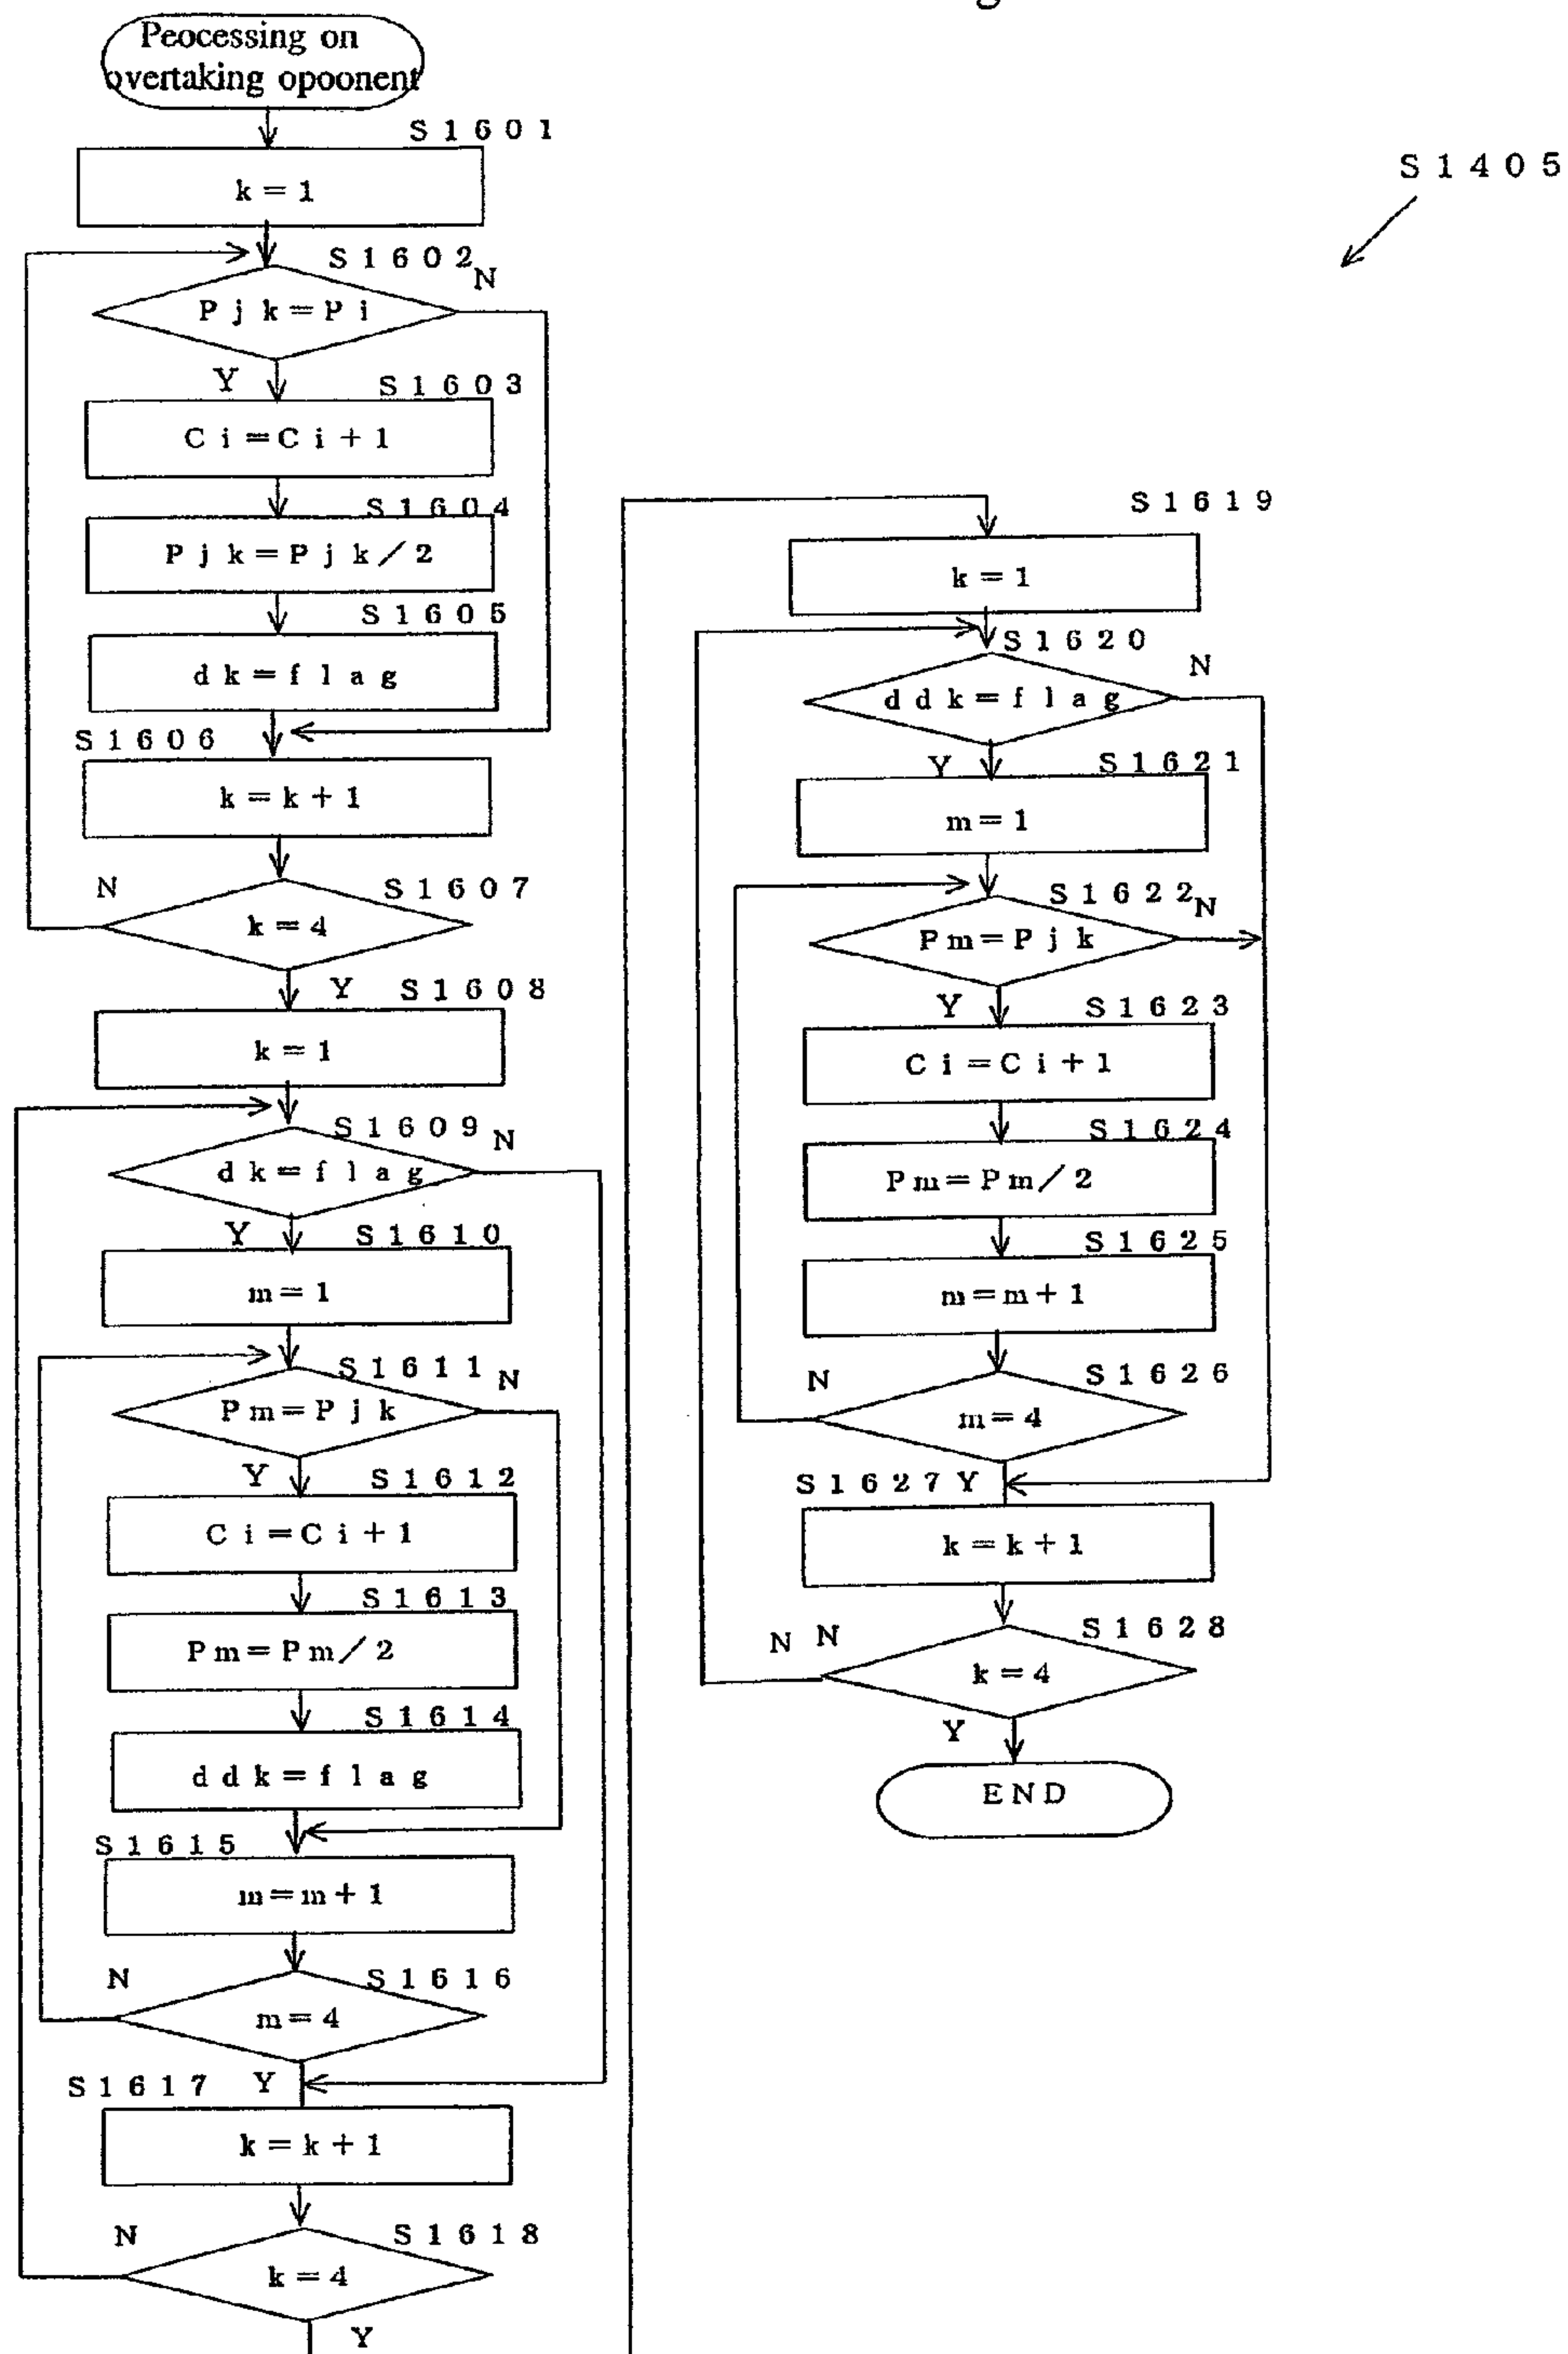 Peocessing on
overtaking opoonent
S1601
k=1
S1405
S1602
N
Pjk=Pi
Y
S1603
Ci=Ci+1
S1604
Pjk=Pjk/2
S1605
dk=flag
S1606
k=k+1
N
S1607
k=4
Y
S1608
k=1
S1609
N
dk=flag
Y
S1610
m=1
S1611
N
Pm=Pjk
Y
S1612
Ci=Ci+1
S1613
Pm=Pm/2
S1614
ddk=flag
S1615
m=m+1
N
S1616
m=4
S1617
Y
k=k+1
N
S1618
k=4
Y
S1619
k=1
S1620
N
ddk=flag
Y
S1621
m=1
S1622
N
Pm=Pjk
Y
S1623
Ci=Ci+1
S1624
Pm=Pm/2
S1625
m=m+1
N
S1626
m=4
S1627
Y
k=k+1
N N
S1628
k=4
Y
END